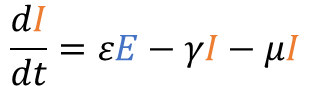 dI/dt = εE − γI − μI